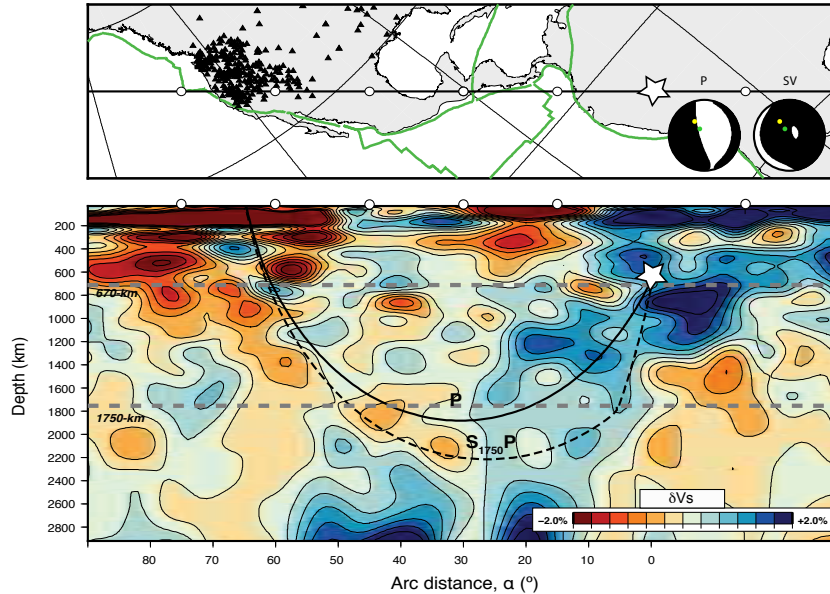 P SV
200
400
600
670-km
800
1000
1200
1400
1600
1750-km
1800
2000
2200
2400
2600
2800
Depth (km)
P
S1750P
δVs
−2.0% +2.0%
80 70 60 50 40 30 20 10 0
Arc distance, α (º)